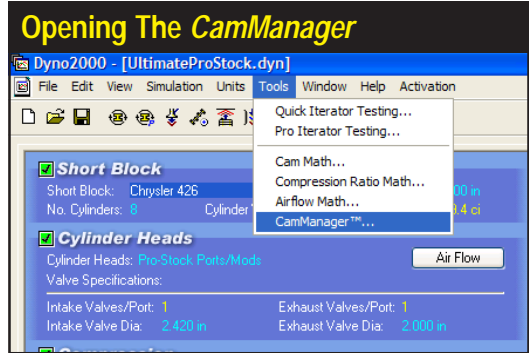 Opening The CamManager
Dyno2000 - [UltimateProStock.dyn]
File Edit View Simulation Units Tools Window Help Activation
Quick Iterator Testing...
Pro Iterator Testing...
Cam Math...
Compression Ratio Math...
Airflow Math...
CamManager™...
Short Block
Short Block: Chrysler 426 00 in
No. Cylinders: 8 Cylinder .4 ci
Cylinder Heads
Cylinder Heads: Pro-Stock Ports/Mods Air Flow
Valve Specifications:
Intake Valves/Port: 1 Exhaust Valves/Port: 1
Intake Valve Dia: 2.420 in Exhaust Valve Dia: 2.000 in